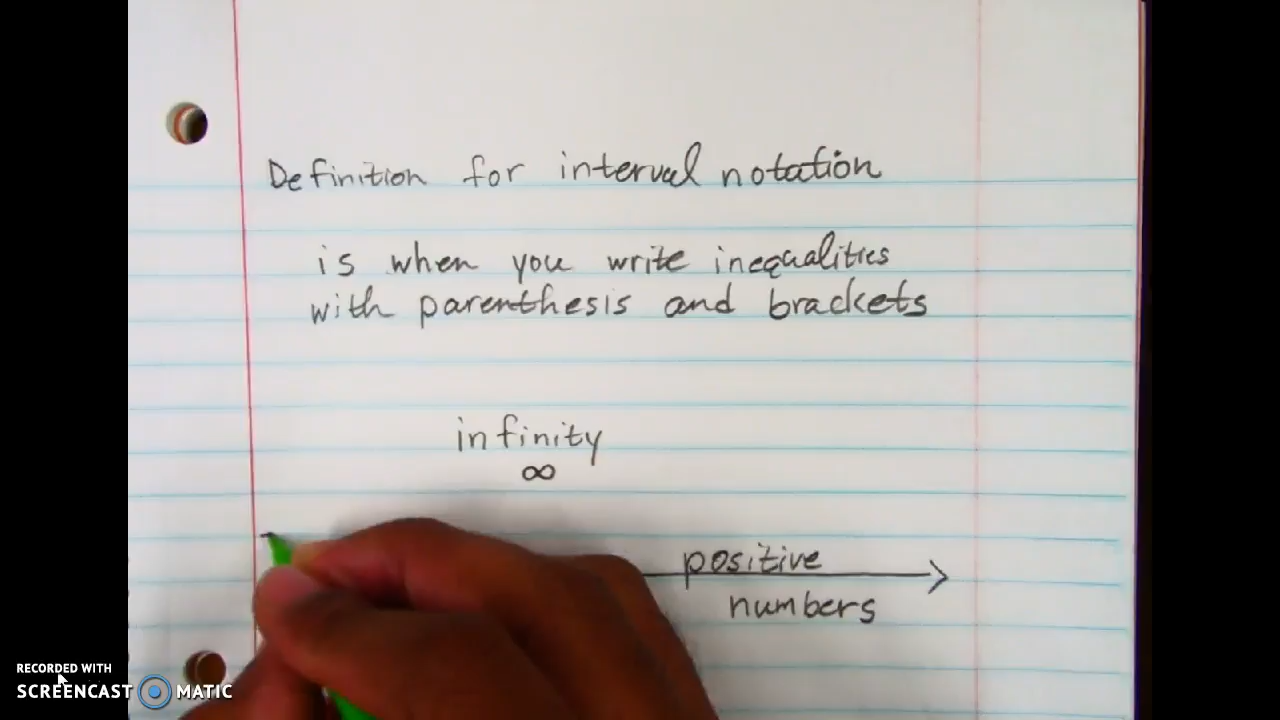 Definition for interval notation
is when you write inequalities
with parenthesis and brackets
infinity
∞
positive
numbers
RECORDED WITH
SCREENCAST MATIC